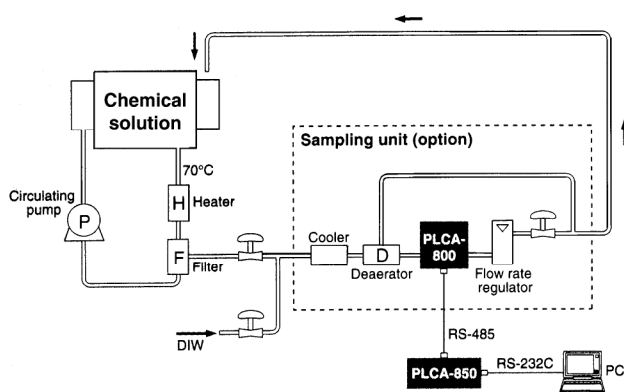 Chemical
solution
Sampling unit (option)
70°C
Circulating
pump
P
H
Heater
F
Filter
Cooler
D
Deaerator
PLCA-
800
Flow rate
regulator
DIW
RS-485
PLCA-850
RS-232C
PC